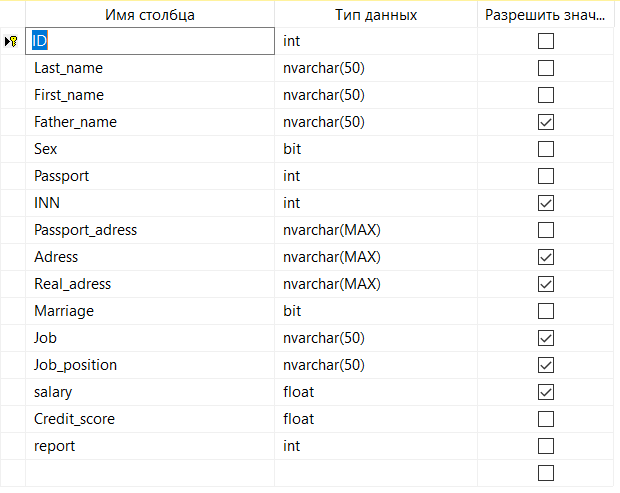 Имя столбца Тип данных Разрешить знач...
ID int
Last_name nvarchar(50)
First_name nvarchar(50)
Father_name nvarchar(50)
Sex bit
Passport int
INN int
Passport_adress nvarchar(MAX)
Adress nvarchar(MAX)
Real_adress nvarchar(MAX)
Marriage bit
Job nvarchar(50)
Job_position nvarchar(50)
salary float
Credit_score float
report int